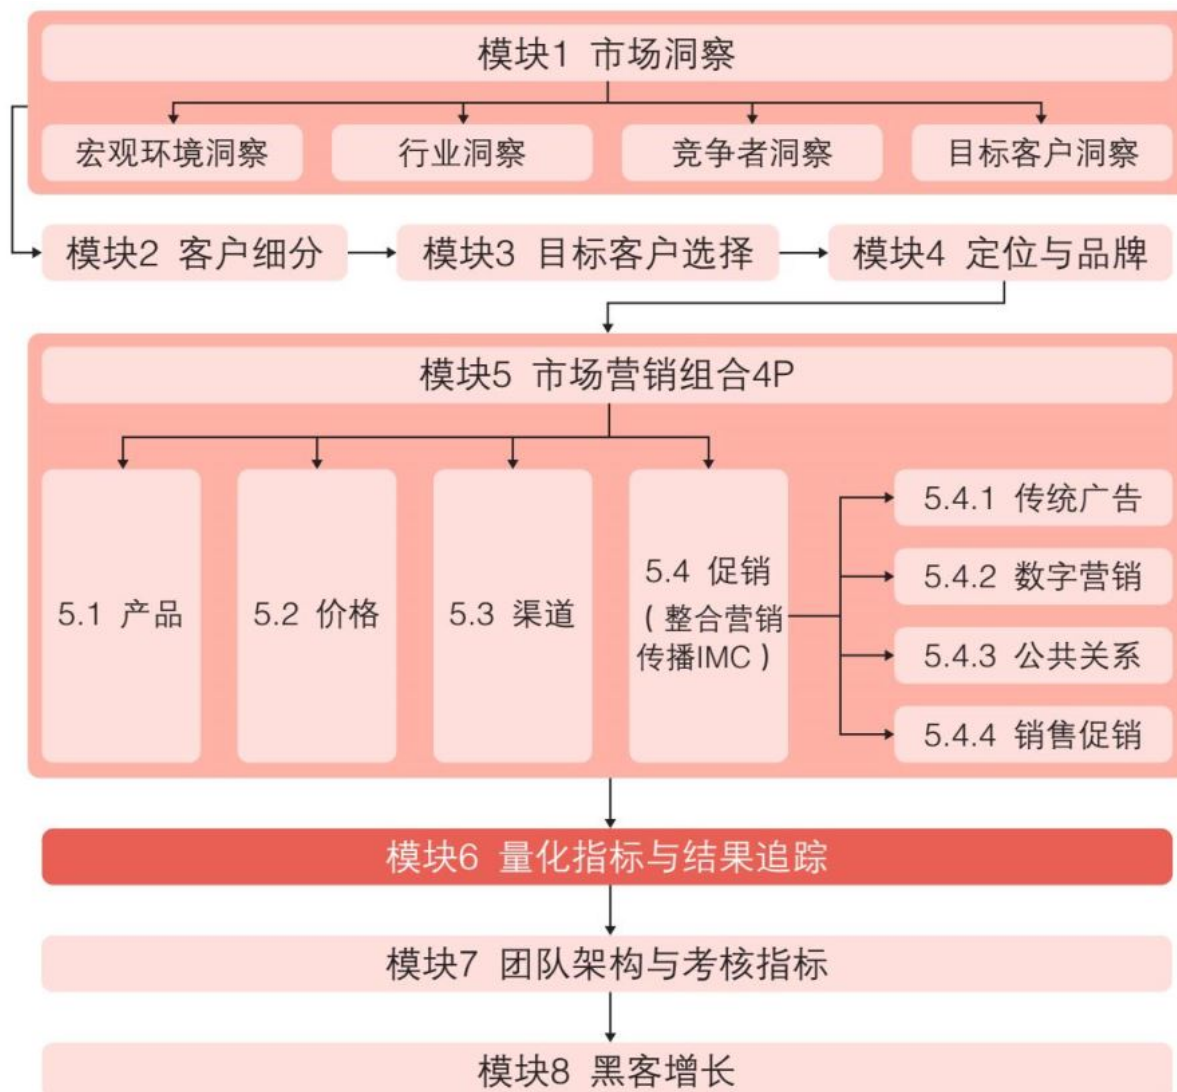 模块1 市场洞察
宏观环境洞察
行业洞察
竞争者洞察
目标客户洞察
模块2 客户细分
模块3 目标客户选择
模块4 定位与品牌
模块5 市场营销组合4P
5.1 产品
5.2 价格
5.3 渠道
5.4 促销
（整合营销
传播IMC）
5.4.1 传统广告
5.4.2 数字营销
5.4.3 公共关系
5.4.4 销售促销
模块6 量化指标与结果追踪
模块7 团队架构与考核指标
模块8 黑客增长